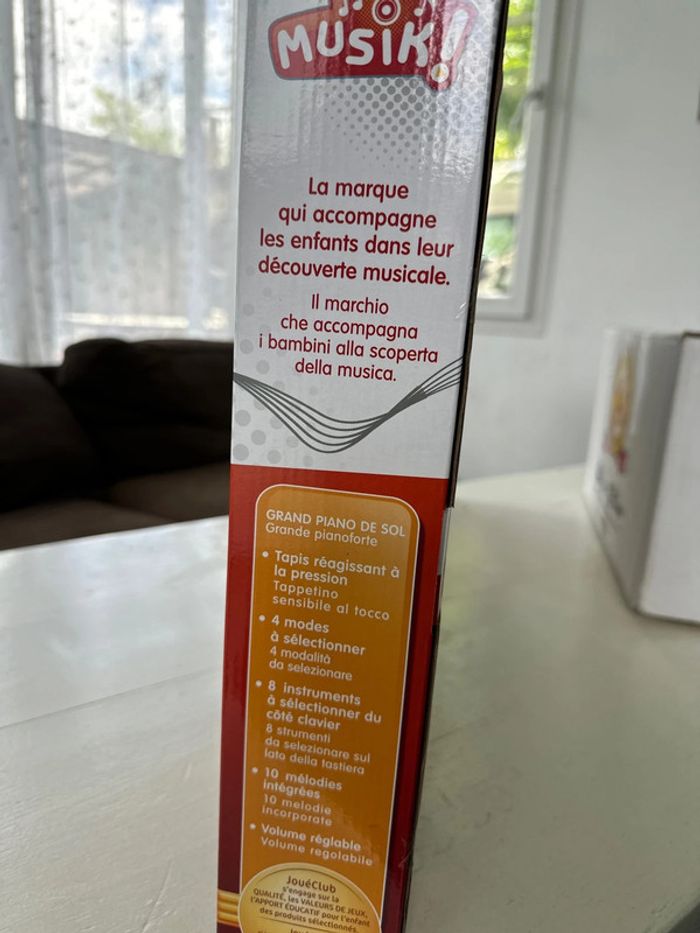 MUSIK!
La marque
qui accompagne
les enfants dans leur
découverte musicale.
Il marchio
che accompagna
i bambini alla scoperta
della musica.
GRAND PIANO DE SOL
Grande pianoforte
• Tapis réagissant à
la pression
Tappetino
sensibile al tocco
• 4 modes
à sélectionner
4 modalità
da selezionare
• 8 instruments
à sélectionner du
côté clavier
8 strumenti
da selezionare sul
lato della tastiera
• 10 mélodies
intégrées
10 melodie
incorporate
• Volume réglable
Volume regolabile
JouéClub
s'engage sur la
QUALITÉ, les VALEURS DE JEUX,
l'APPORT ÉDUCATIF pour l'enfant
des produits sélectionnés.